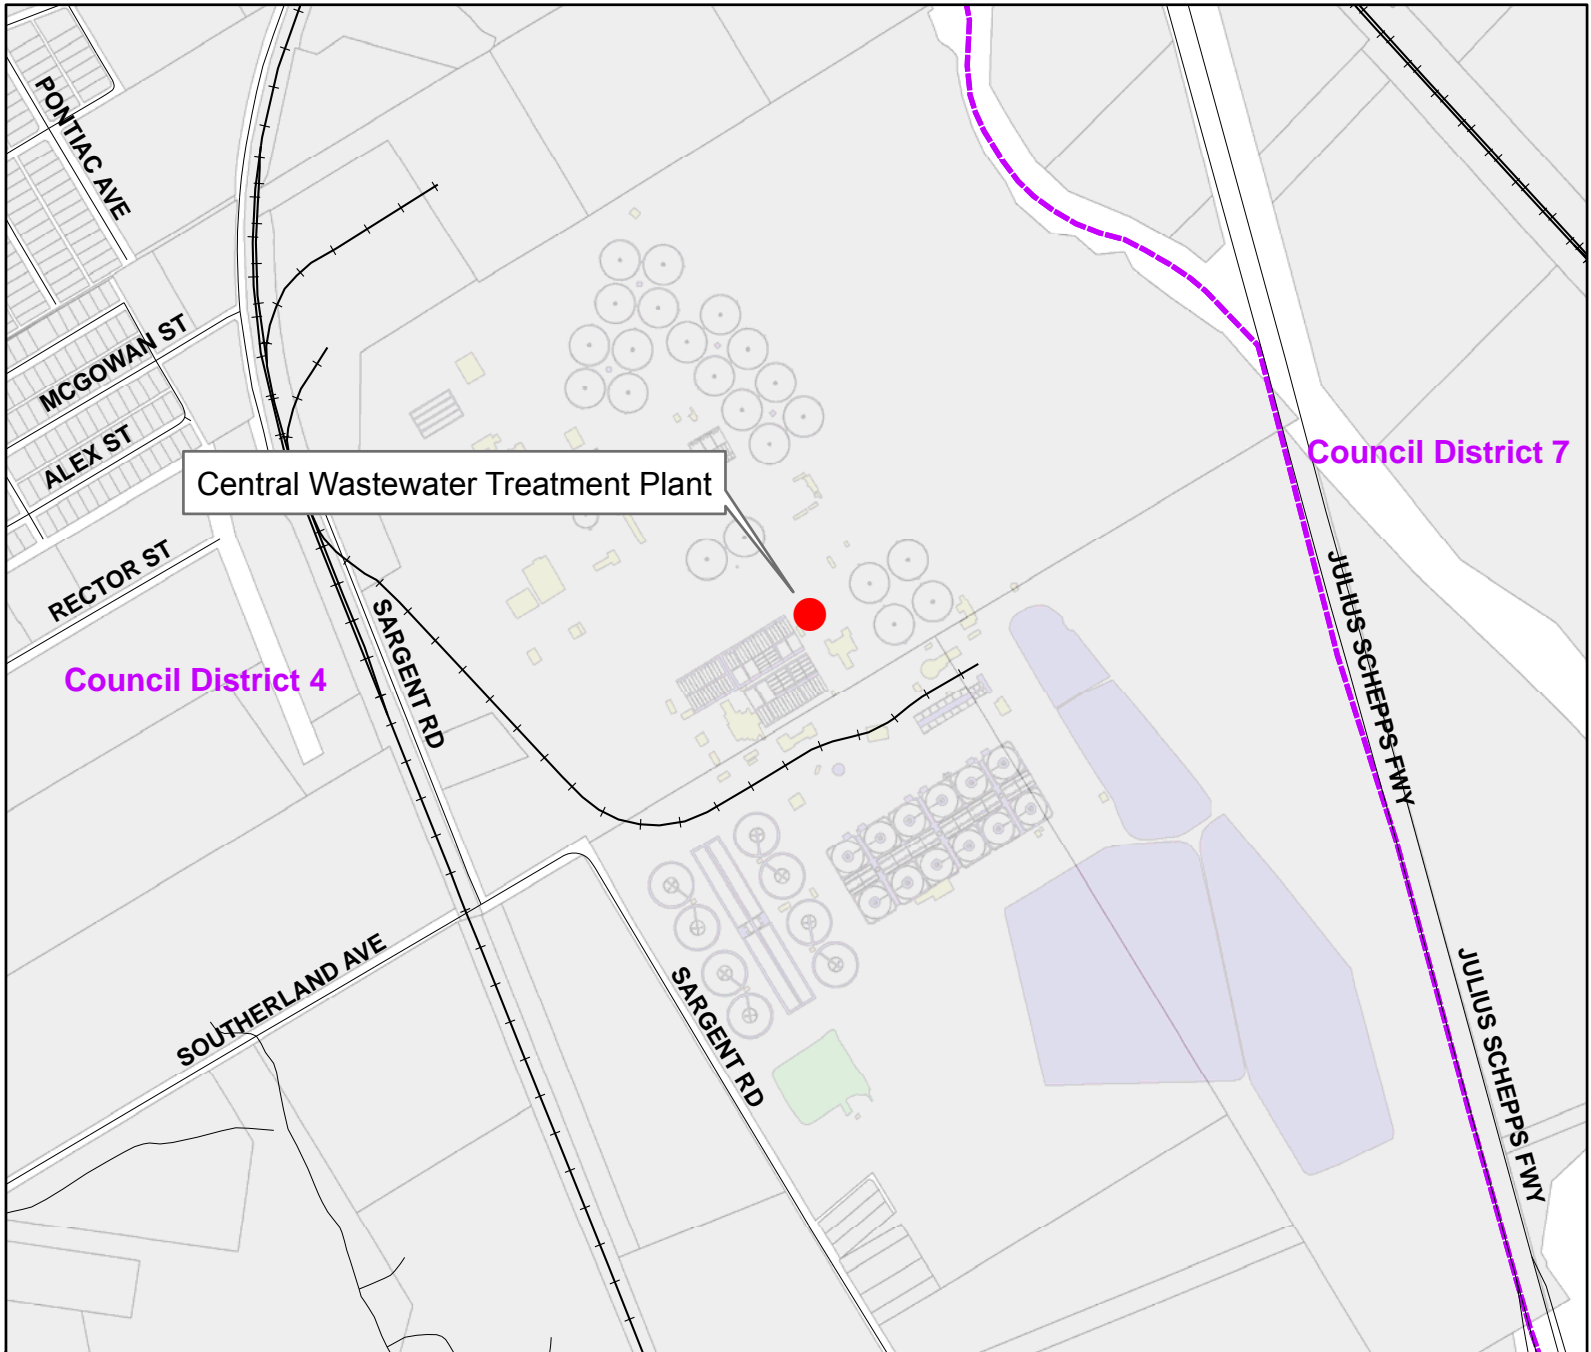 PONTIAC AVE
MCGOWAN ST
ALEX ST
Council District 7
Central Wastewater Treatment Plant
RECTOR ST
SARGENT RD
JULIUS SCHEPPS FWY
Council District 4
SOUTHERLAND AVE
SARGENT RD
JULIUS SCHEPPS FWY